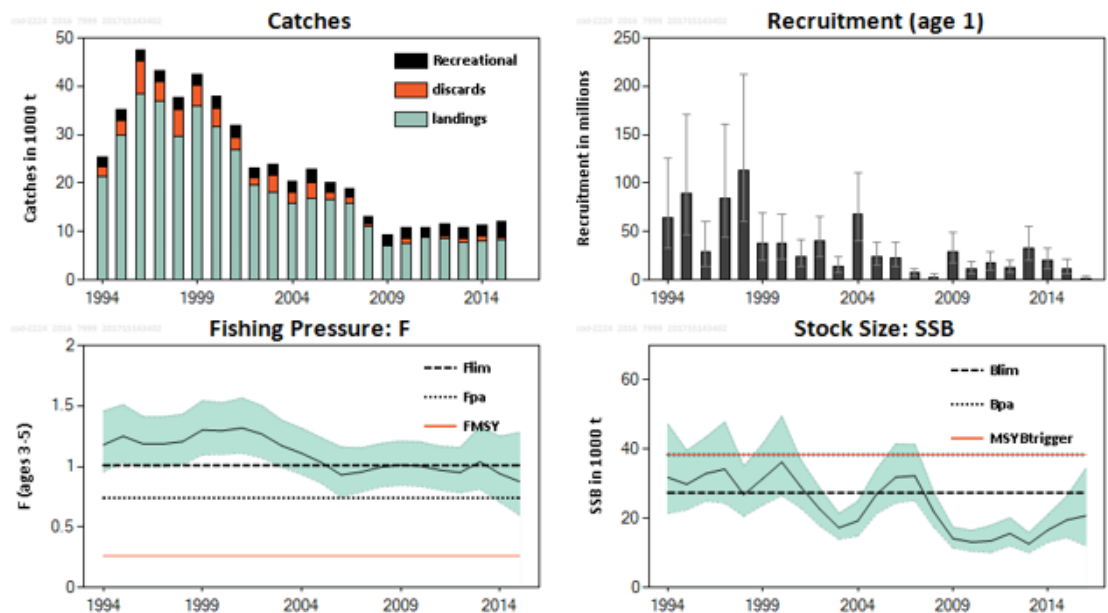 Catches
50
40
30
20
10
0
Catches in 1000 t
Recreational
discards
landings
1994
1999
2004
2009
2014
Recruitment (age 1)
250
200
150
100
50
0
Recruitment in millions
1994
1999
2004
2009
2014
Fishing Pressure: F
2
1.5
1
0.5
0
F (ages 3 -5)
Flim
Fpa
FMSY
1994
1999
2004
2009
2014
Stock Size: SSB
60
40
20
0
SSB in 1000 t
Blim
Bpa
MSYBtrigger
1994
1999
2004
2009
2014